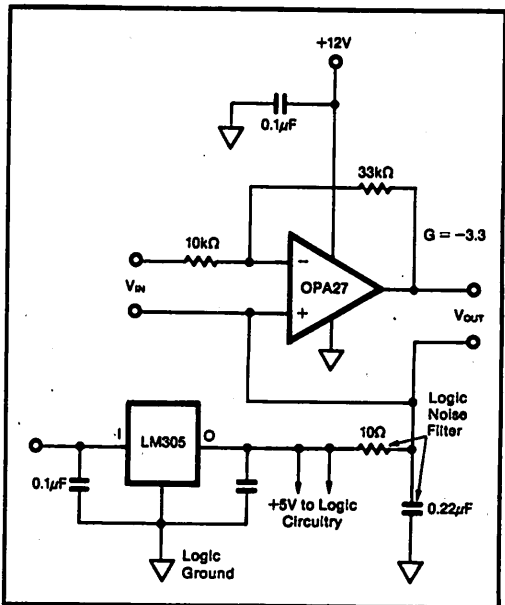 +12V
0.1μF
33kΩ
10kΩ
G = −3.3
−
OPA27
+
VIN
VOUT
Logic
Noise
Filter
I
LM305
O
10Ω
0.1μF
+5V to Logic
Circuitry
0.22μF
Logic
Ground